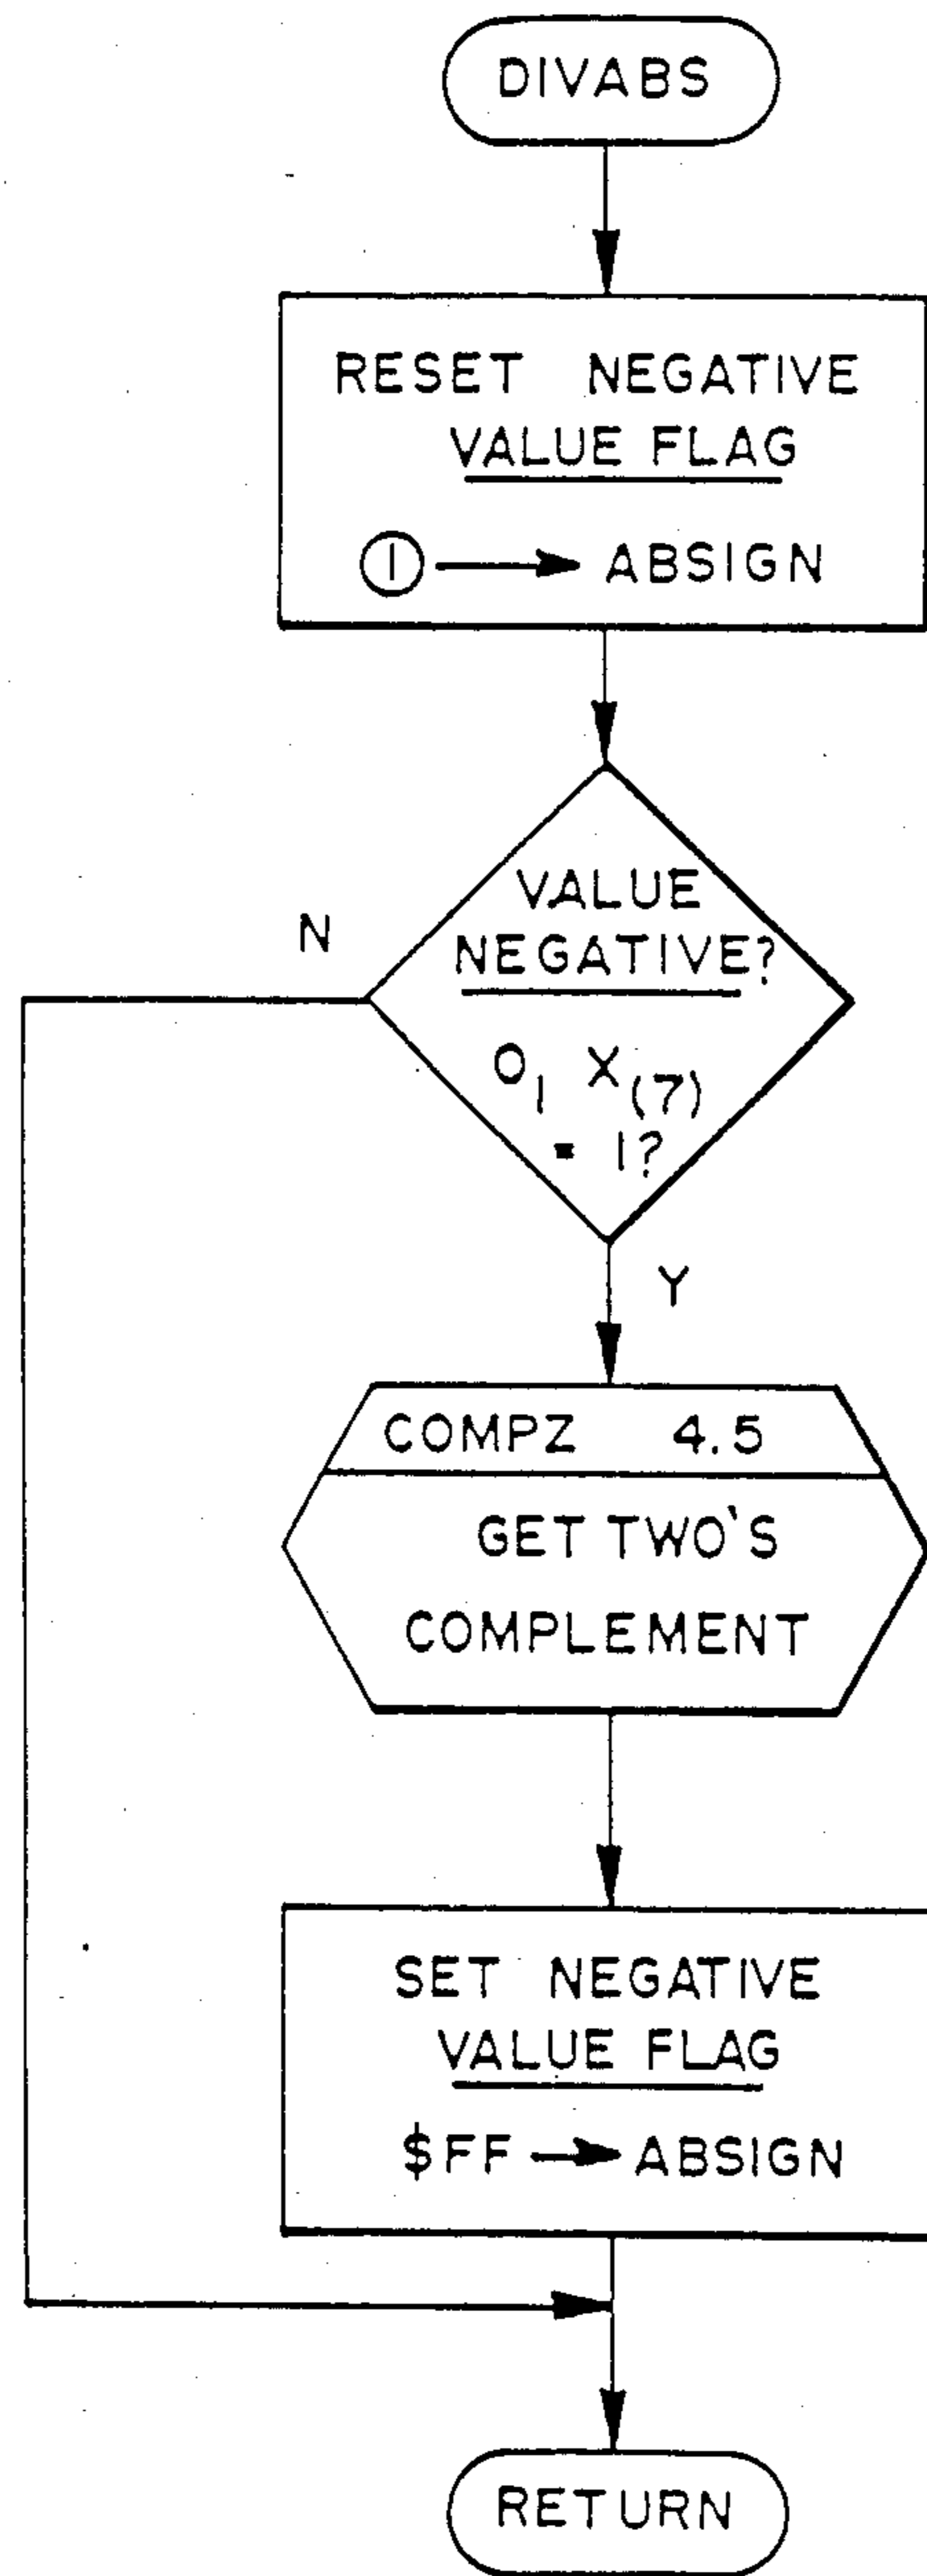 DIVABS
RESET NEGATIVE
VALUE FLAG
① → ABSIGN
VALUE
NEGATIVE?
N
O₁ X(7)
= 1?
Y
COMPZ 4.5
GET TWO'S
COMPLEMENT
SET NEGATIVE
VALUE FLAG
$FF → ABSIGN
RETURN